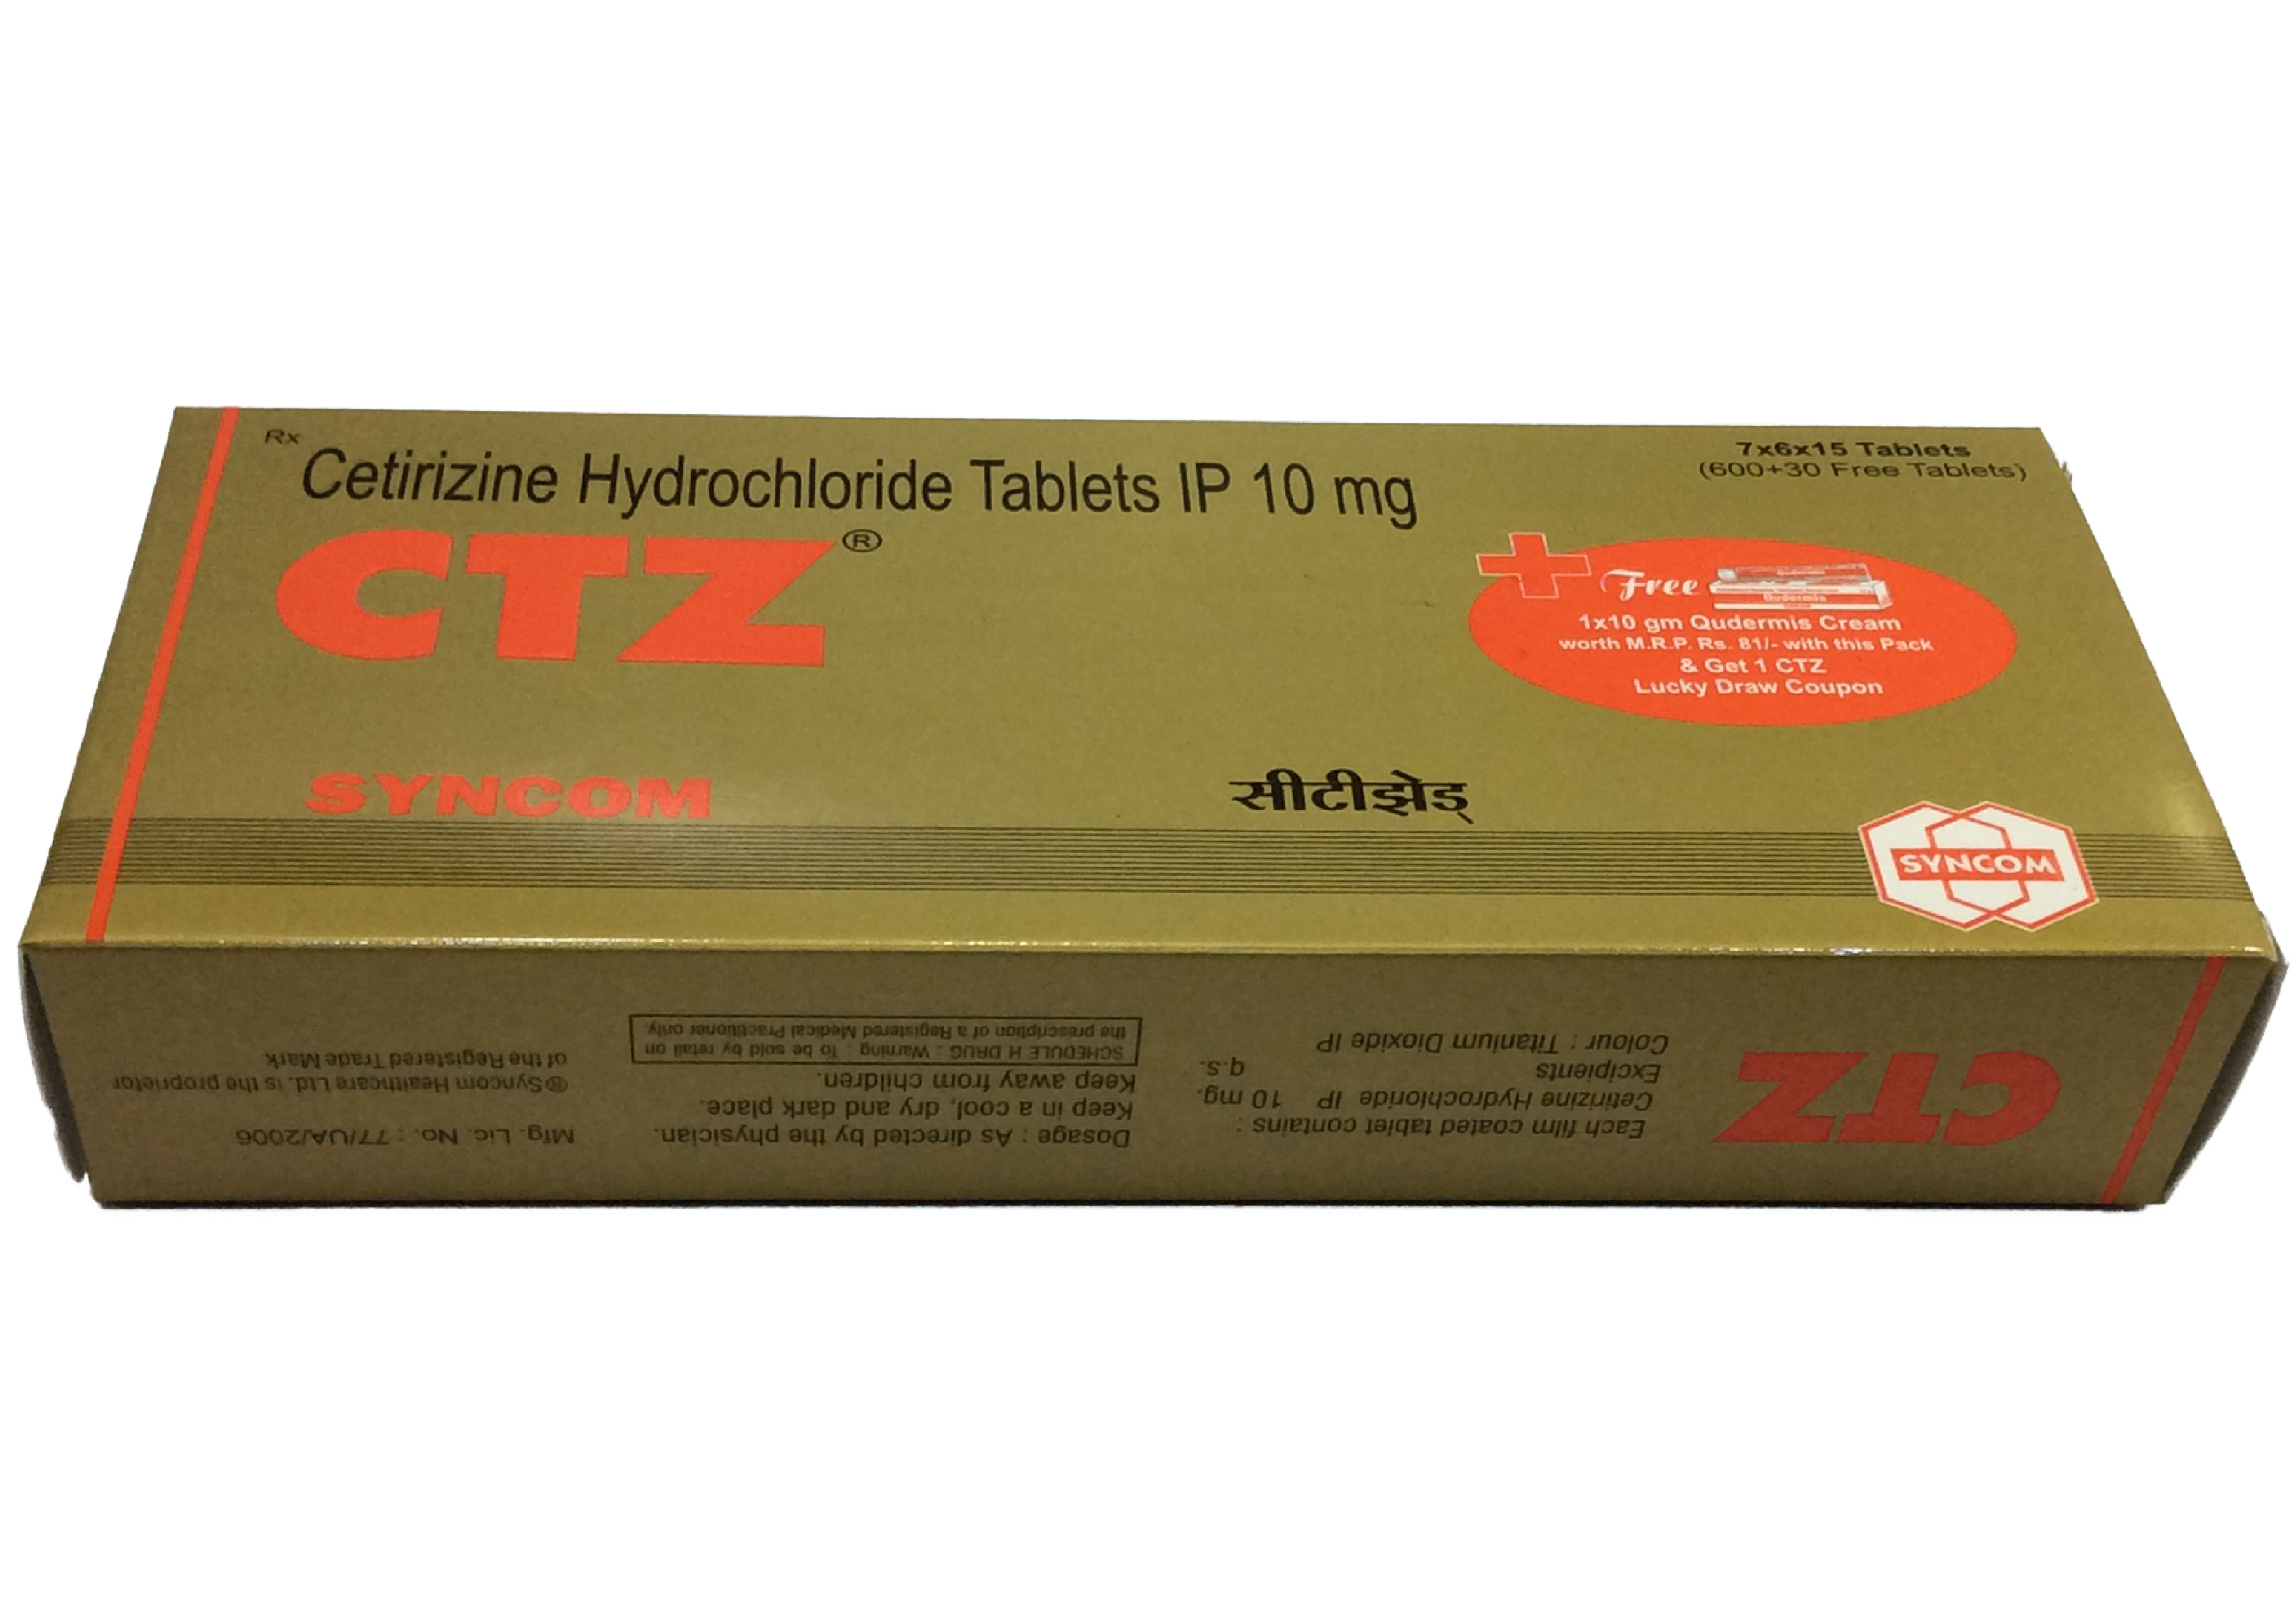 Rx
Cetirizine Hydrochloride Tablets IP 10 mg
CTZ®
SYNCOM
सीटीझेड्
7x6x15 Tablets
(600+30 Free Tablets)
Free
Qudermis
1x10 gm Qudermis Cream
worth M.R.P. Rs. 81/- with this Pack
& Get 1 CTZ
Lucky Draw Coupon
SYNCOM
CTZ
Each film coated tablet contains :
Cetirizine Hydrochloride IP 10 mg.
Excipients q.s.
Colour : Titanium Dioxide IP
Dosage : As directed by the physician.
Keep in a cool, dry and dark place.
Keep away from children.
SCHEDULE H DRUG : Warning : To be sold by retail on
the prescription of a Registered Medical Practitioner only.
Mfg. Lic. No. : 77/UA/2006
®Syncom Healthcare Ltd. is the proprietor
of the Registered Trade Mark